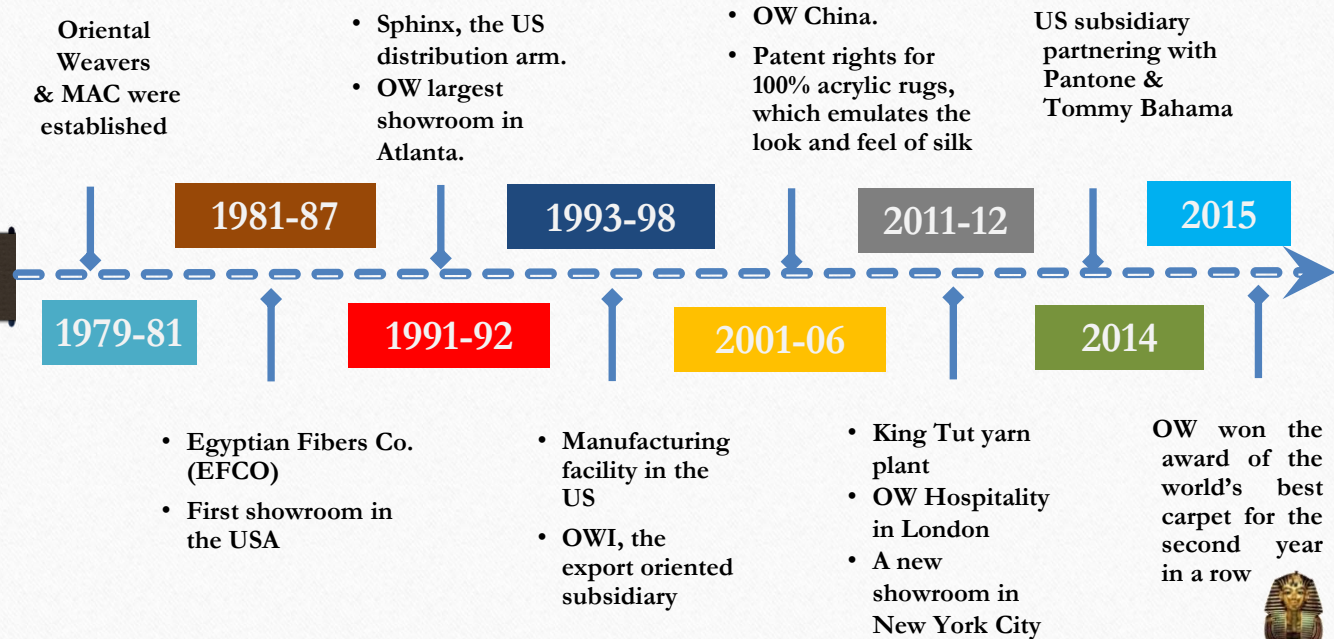 Oriental
Weavers
& MAC were
established
• Sphinx, the US
distribution arm.
• OW largest
showroom in
Atlanta.
• OW China.
• Patent rights for
100% acrylic rugs,
which emulates the
look and feel of silk
US subsidiary
partnering with
Pantone &
Tommy Bahama
1981-87
1993-98
2011-12
2015
1979-81
1991-92
2001-06
2014
• Egyptian Fibers Co.
(EFCO)
• First showroom in
the USA
• Manufacturing
facility in the
US
• OWI, the
export oriented
subsidiary
• King Tut yarn
plant
• OW Hospitality
in London
• A new
showroom in
New York City
OW won the
award of the
world's best
carpet for the
second year
in a row